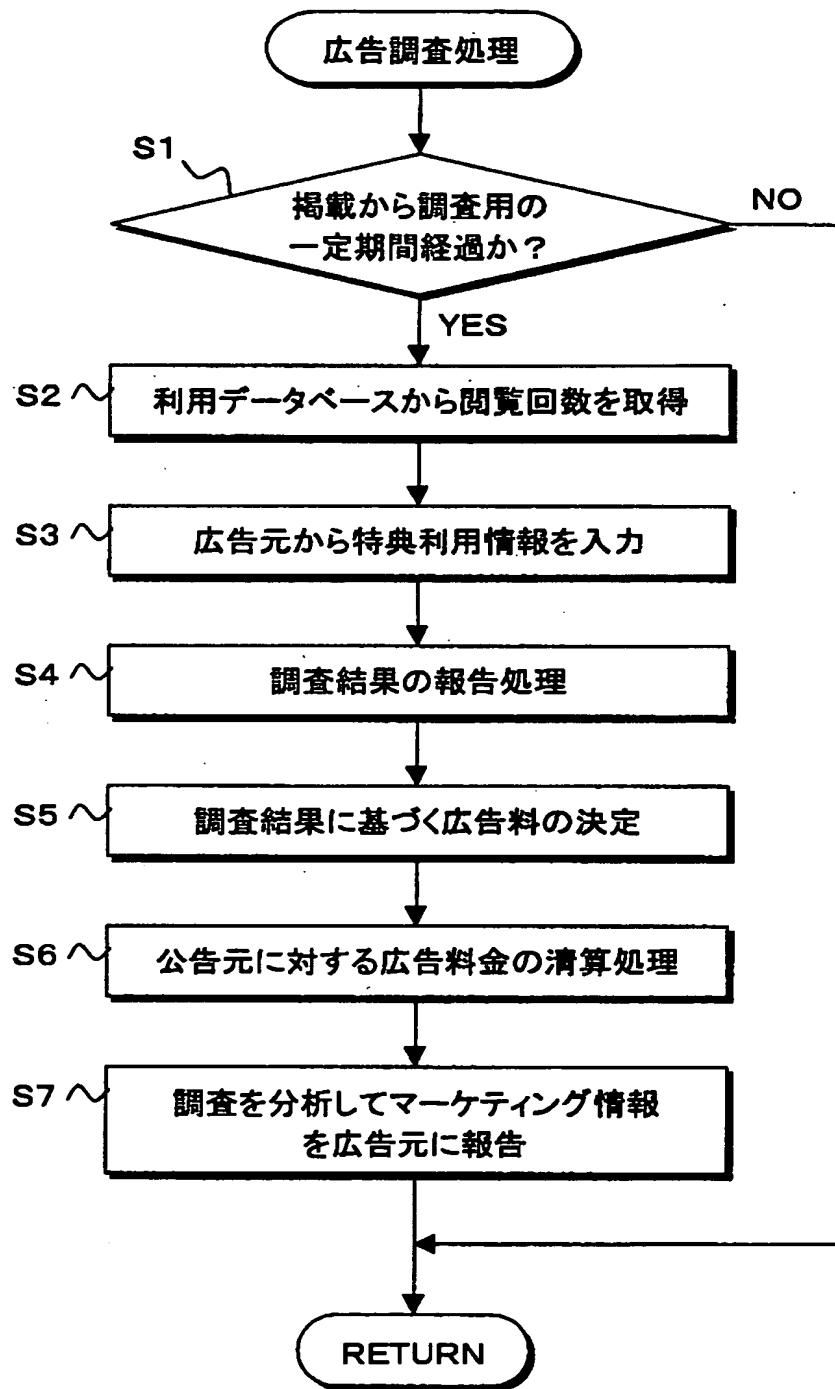 広告調査処理
S1
掲載から調査用の
一定期間経過か？
NO
YES
S2
利用データベースから閲覧回数を取得
S3
広告元から特典利用情報を入力
S4
調査結果の報告処理
S5
調査結果に基づく広告料の決定
S6
公告元に対する広告料金の清算処理
S7
調査を分析してマーケティング情報
を広告元に報告
RETURN